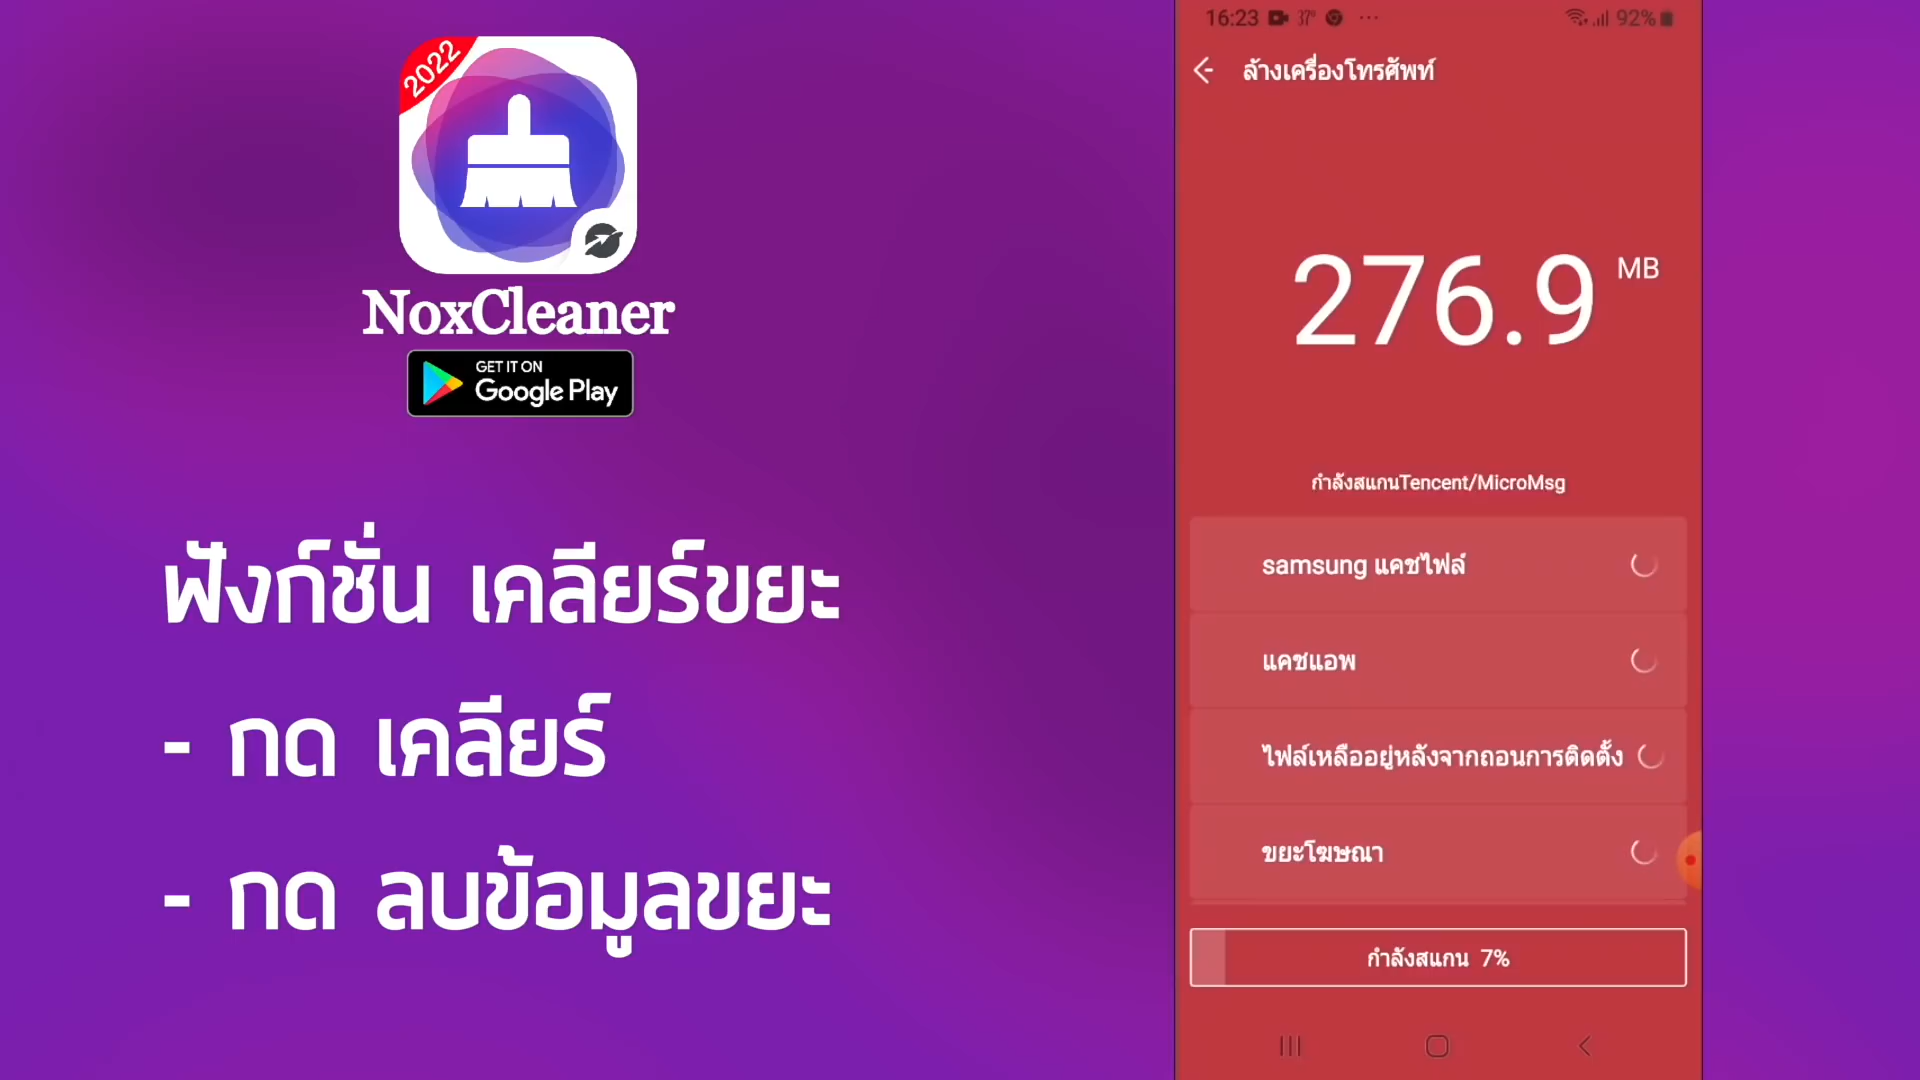 2022
NoxCleaner
GET IT ON
Google Play
ฟังก์ชั่น เคลียร์ขยะ
- กด เคลียร์
- กด ลบข้อมูลขยะ
16:23 37° ··· 92%
ล้างเครื่องโทรศัพท์
276.9 MB
กำลังสแกนTencent/MicroMsg
samsung แคชไฟล์
แคชแอพ
ไฟล์เหลืออยู่หลังจากถอนการติดตั้ง
ขยะโฆษณา
กำลังสแกน 7%